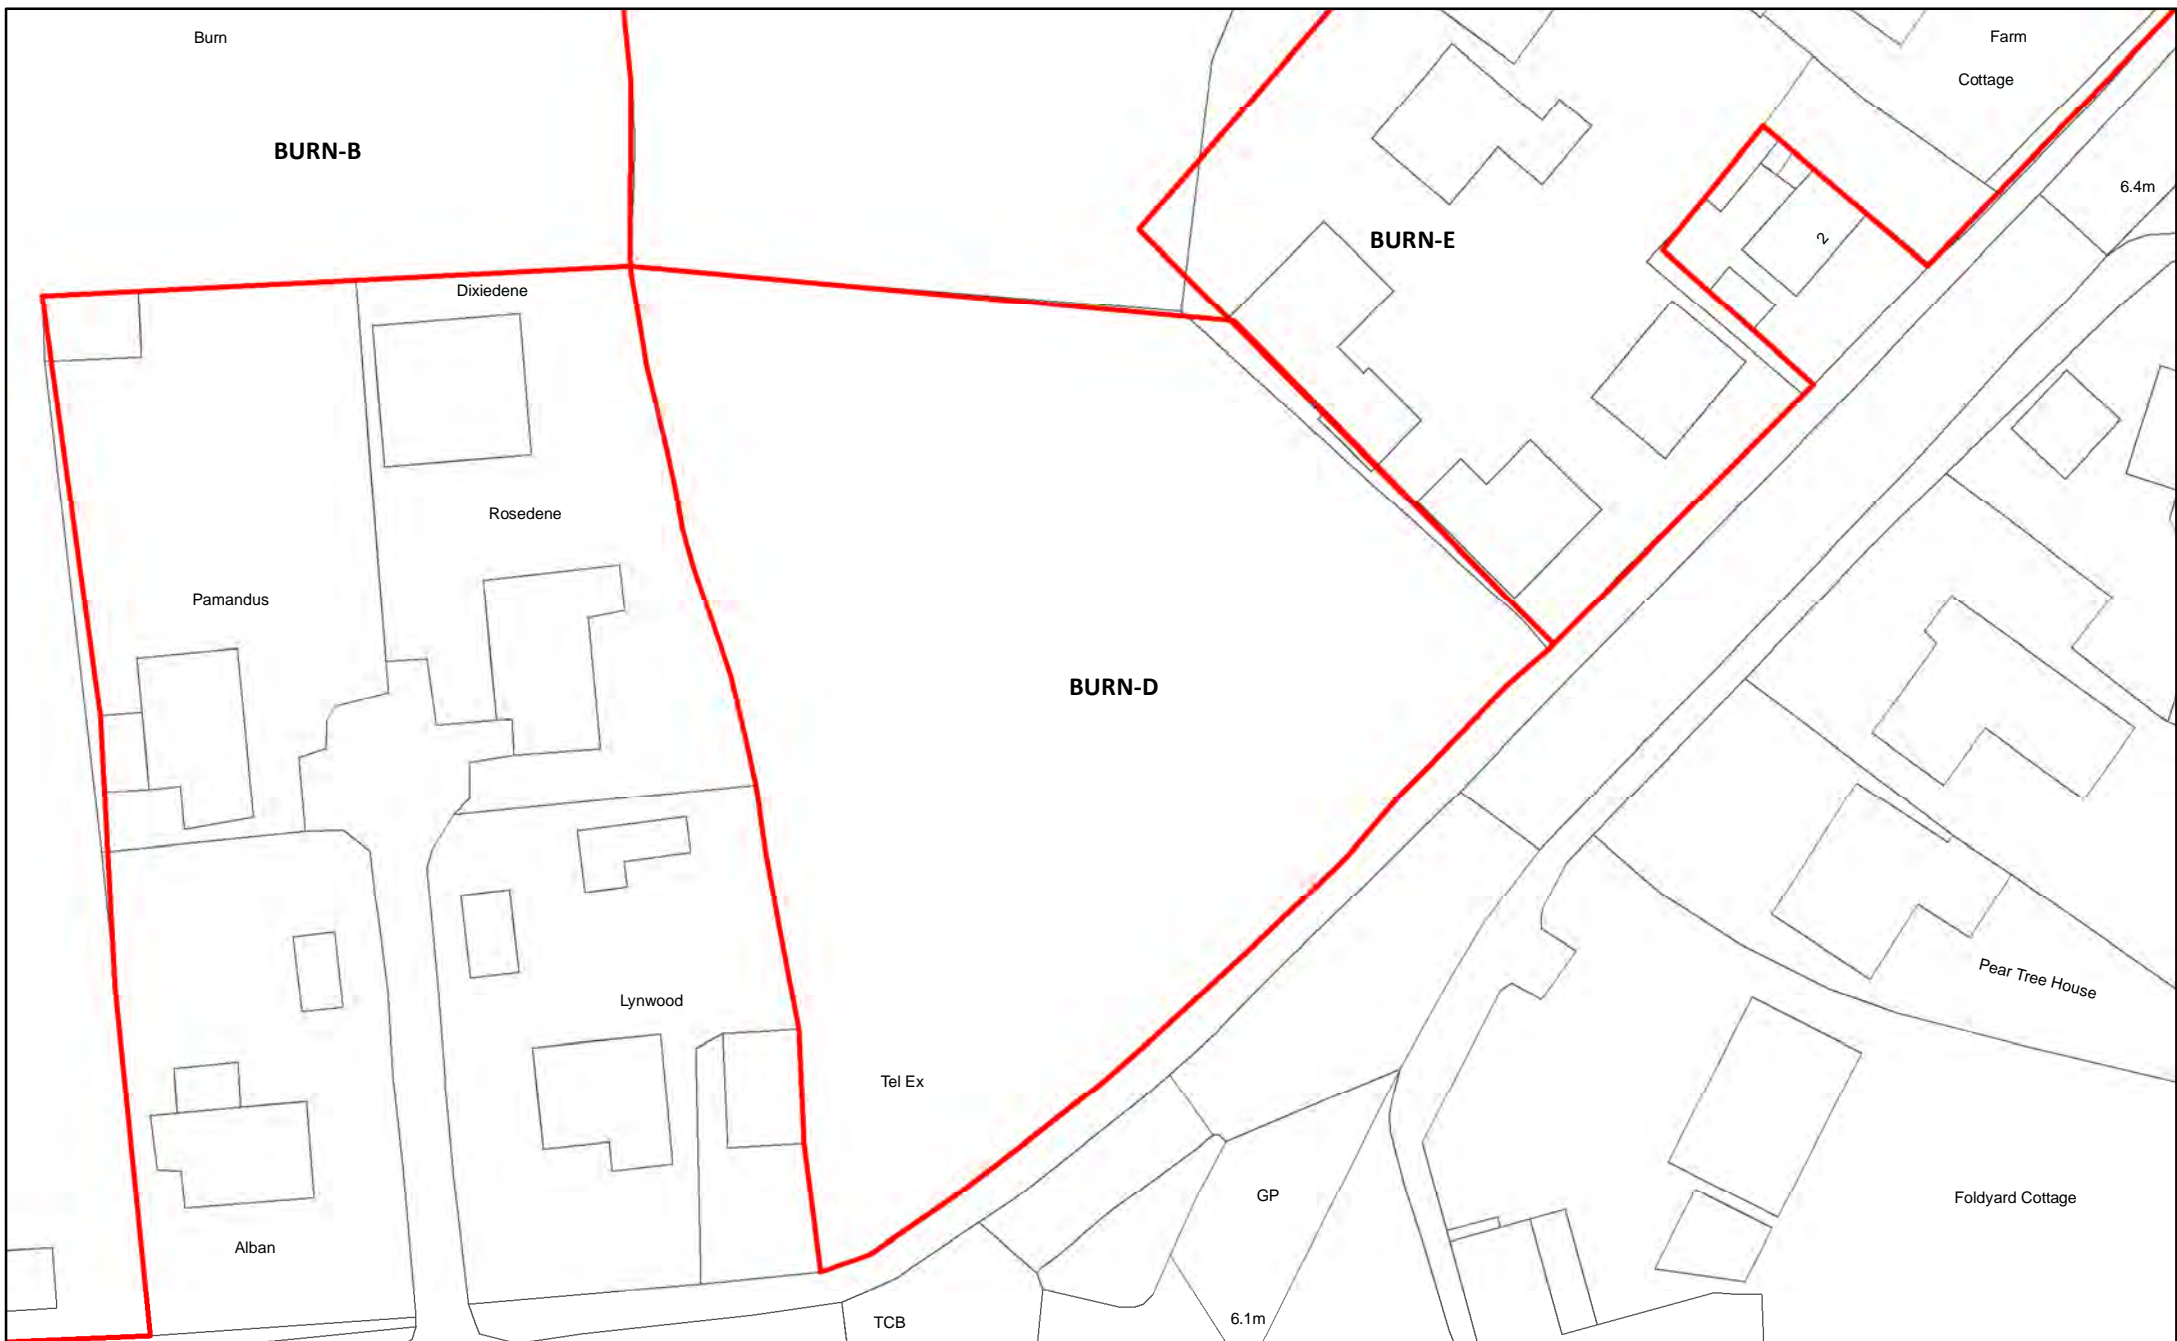 Burn
Farm
Cottage
BURN-B
6.4m
BURN-E
2
Dixiedene
Rosedene
Pamandus
BURN-D
Pear Tree House
Lynwood
Tel Ex
GP
Foldyard Cottage
Alban
6.1m
TCB